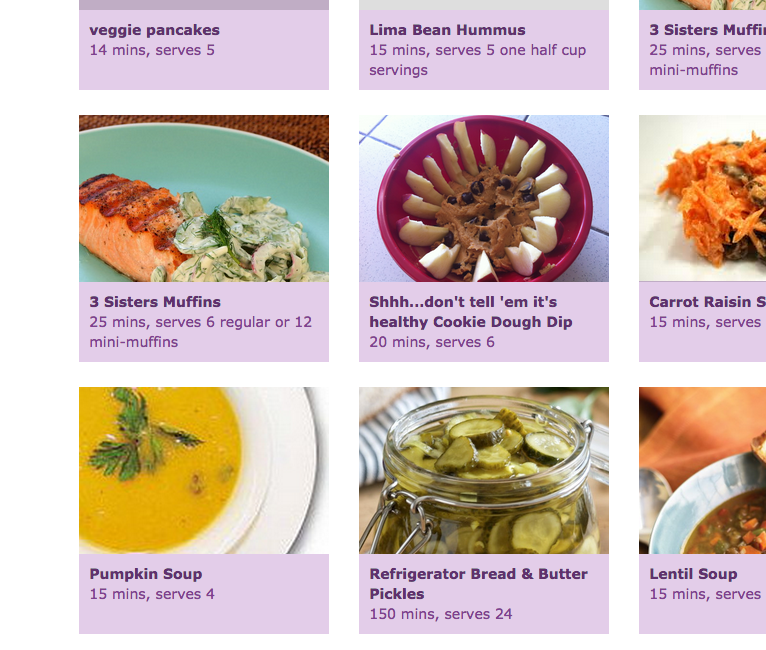 veggie pancakes
14 mins, serves 5
Lima Bean Hummus
15 mins, serves 5 one half cup
servings
3 Sisters
25 mins, serves
mini-muffins
3 Sisters Muffins
25 mins, serves 6 regular or 12
mini-muffins
Shhh...don't tell 'em it's
healthy Cookie Dough Dip
20 mins, serves 6
Carrot Raisin
15 mins, serves
Pumpkin Soup
15 mins, serves 4
Refrigerator Bread & Butter
Pickles
150 mins, serves 24
Lentil Soup
15 mins, serves